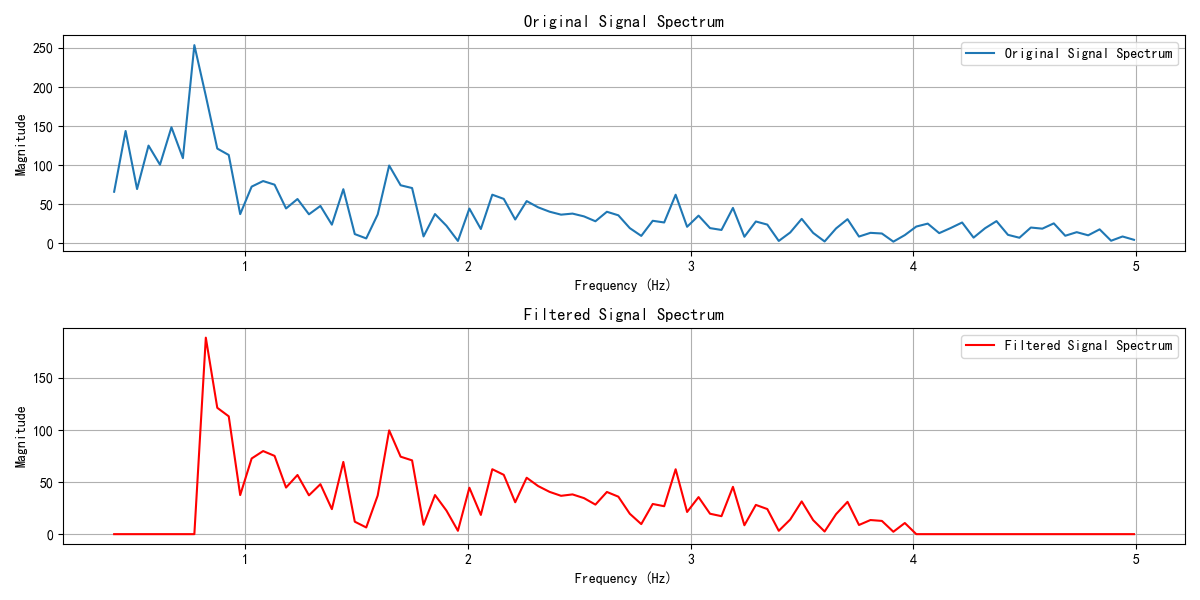 Original Signal Spectrum
Magnitude
250
200
150
100
50
0
Original Signal Spectrum
1 2 3 4 5
Frequency (Hz)
Filtered Signal Spectrum
Magnitude
150
100
50
0
Filtered Signal Spectrum
1 2 3 4 5
Frequency (Hz)